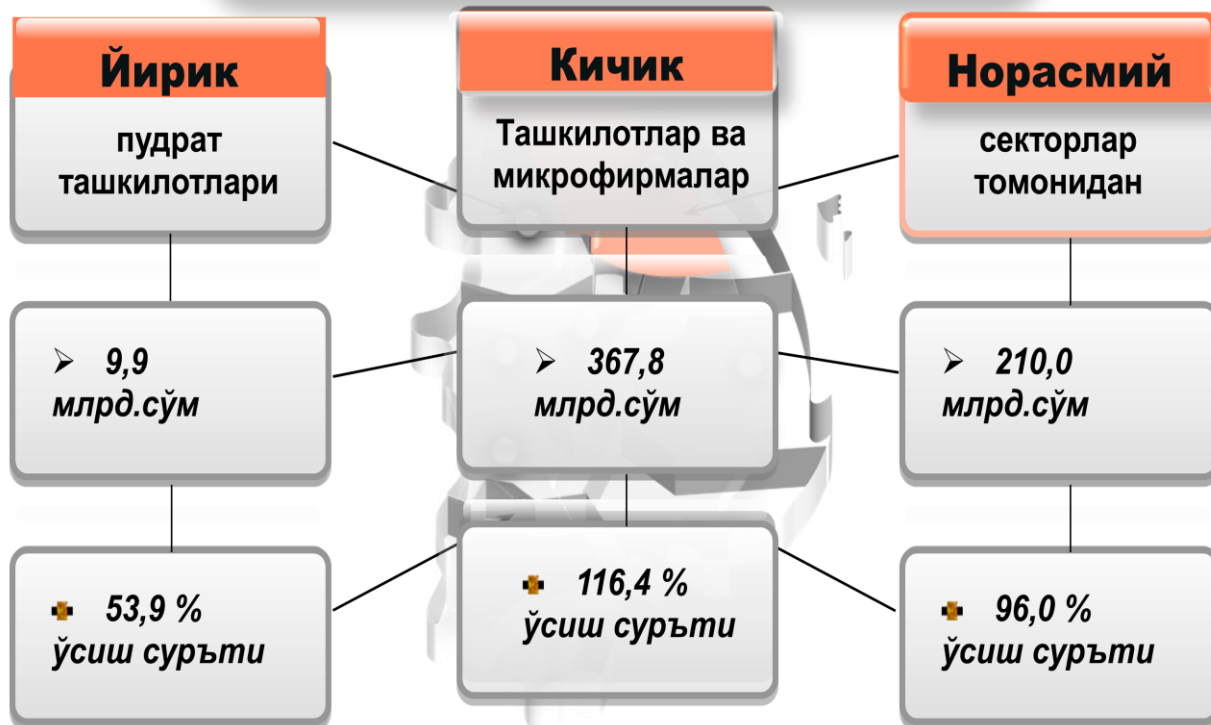 Йирик
пудрат
ташкилотлари
Кичик
Ташкилотлар ва
микрофирмалар
Норасмий
секторлар
томонидан
➢ 9,9
млрд.сўм
➢ 367,8
млрд.сўм
➢ 210,0
млрд.сўм
53,9 %
ўсиш суръти
116,4 %
ўсиш суръти
96,0 %
ўсиш суръти